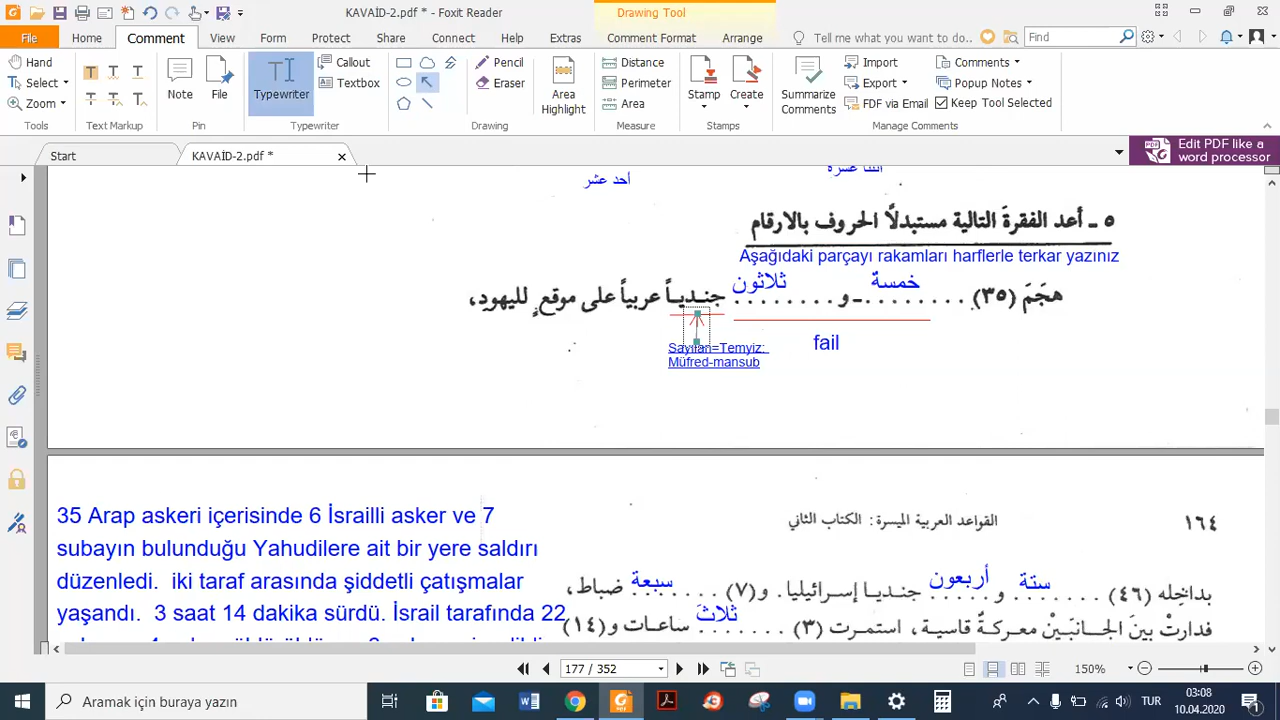 KAVAİD-2.pdf * - Foxit Reader
Drawing Tool
File Home Comment View Form Protect Share Connect Help Extras Comment Format Arrange Tell me what you want to do.. Find
Hand
Select
Zoom
Tools
Text Markup
Note
File
Pin
Typewriter
Callout
Textbox
Typewriter
Pencil
Eraser
Drawing
Area Highlight
Distance
Perimeter
Area
Measure
Stamp
Create
Stamps
Summarize Comments
Import
Export
FDF via Email
Comments
Popup Notes
Keep Tool Selected
Manage Comments
Start
KAVAİD-2.pdf *
Edit PDF like a word processor
اثنتا عشرة
أحد عشر
٥ ـ أعد الفقرةَ التالية مستبدلاً الحروف بالارقام
Aşağıdaki parçayı rakamları harflerle terkar yazınız
خمسةٌ ثلاثون
هجَمَ (٣٥) . . . . . . . . ـ و . . . . . . . . جنـديـاً عربياً على موقعٍ لليهودِ،
fail
Sayılan=Temyiz:
Müfred-mansub
القواعد العربية الميسرة : الكتاب الثاني
١٦٤
35 Arap askeri içerisinde 6 İsrailli asker ve 7
subayın bulunduğu Yahudilere ait bir yere saldırı
düzenledi. iki taraf arasında şiddetli çatışmalar
yaşandı. 3 saat 14 dakika sürdü. İsrail tarafında 22
ستة أربعون سبعة
بداخِله (٤٦) . . . . . . . و . . . . . جنديـا إسـرائيليا . و(٧) . . . . . . . ضباط،
ثلاثَ
فدارتْ بينَ الجـانبَـيْنْ معـركـةٌ قاسيـة، استمـرت (٣) . . . . . . . ساعـات و(١٤)
177 / 352
150%
Aramak için buraya yazın
TUR
03:08
10.04.2020